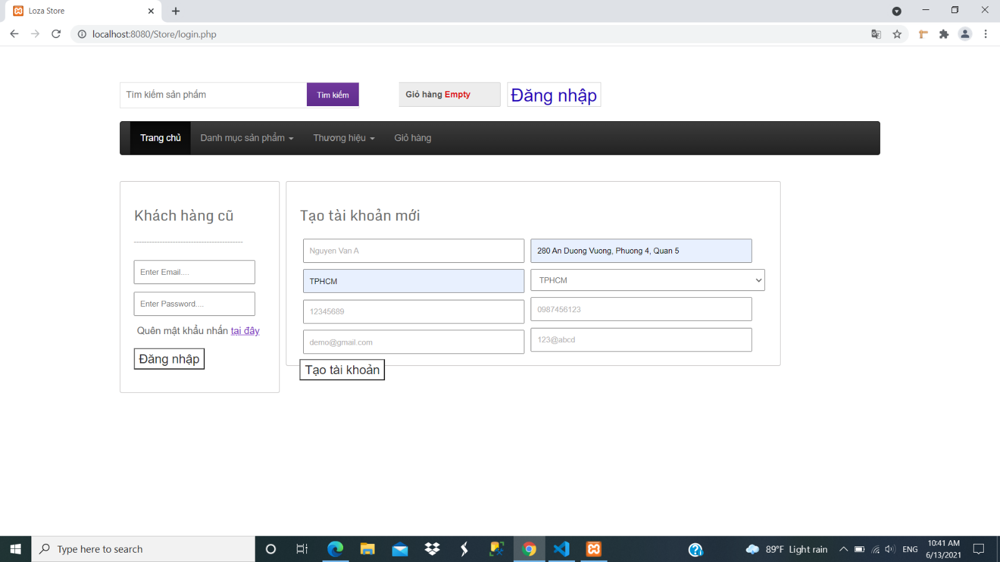 Loza Store
localhost:8080/Store/login.php
Tìm kiếm sản phẩm
Tìm kiếm
Giỏ hàng Empty
Đăng nhập
Trang chủ
Danh mục sản phẩm
Thương hiệu
Giỏ hàng
Khách hàng cũ
Tạo tài khoản mới
-------------------------------------------
Nguyen Van A
280 An Duong Vuong, Phuong 4, Quan 5
Enter Email....
TPHCM
TPHCM
Enter Password....
12345689
0987456123
Quên mật khẩu nhấn tại đây
demo@gmail.com
123@abcd
Đăng nhập
Tạo tài khoản
Type here to search
89°F Light rain
ENG
10:41 AM
6/13/2021